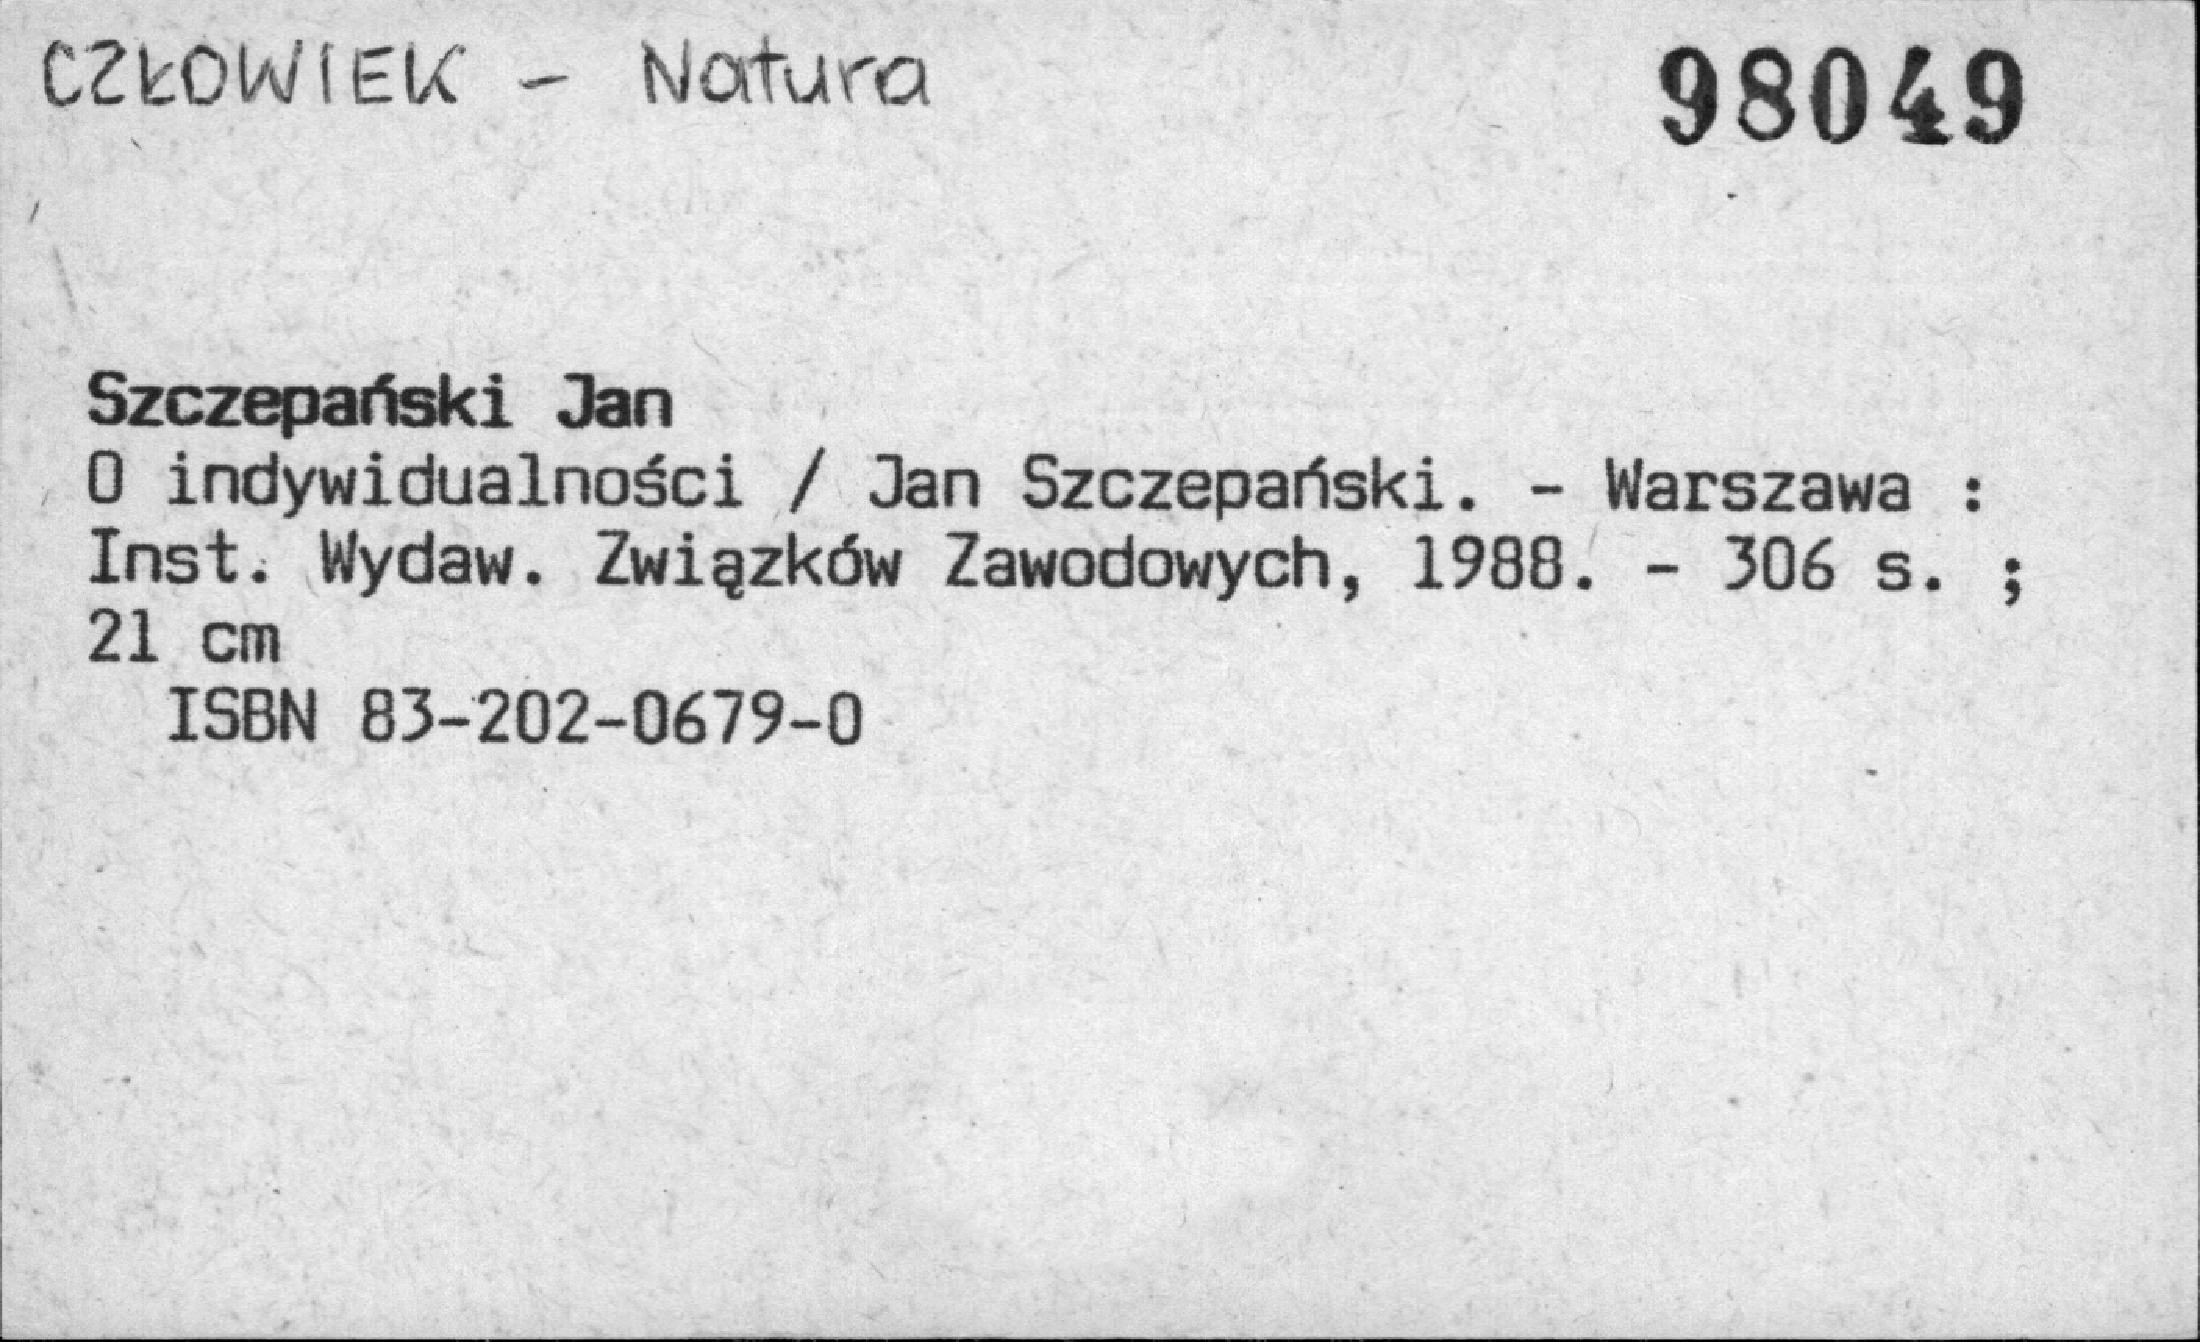 CZŁOWIEK - Natura
98049
Szczepański Jan
O indywidualności / Jan Szczepański. - Warszawa :
Inst. Wydaw. Związków Zawodowych, 1988. - 306 s. ;
21 cm
ISBN 83-202-0679-0